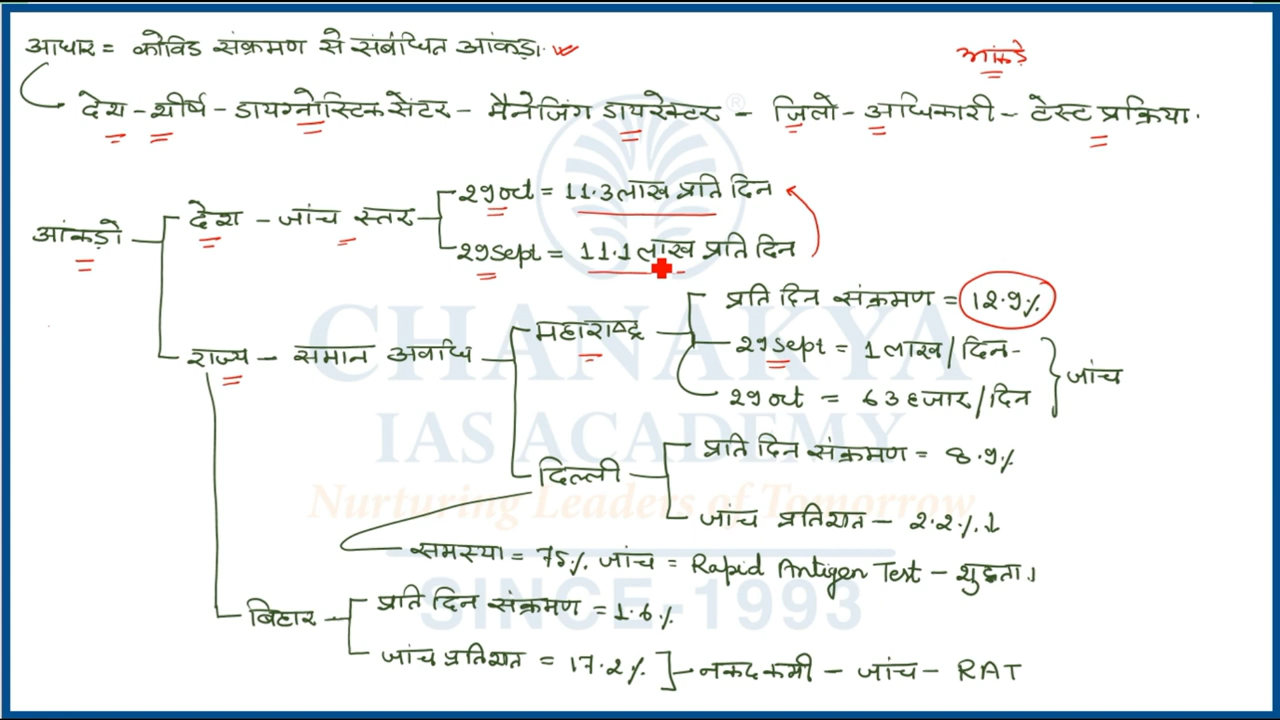 आधार = कोविड संक्रमण से संबंधित आंकड़ा.
आंकड़े
देश - शीर्ष - डायग्नोस्टिक सेंटर - मैनेजिंग डायरेक्टर - जिलो - अधिकारी - टेस्ट प्रक्रिया.
®
29 oct = 11.3 लाख प्रति दिन
देश - जांच स्तर
आंकड़ो
29 Sept = 11.1 लाख प्रति दिन
प्रति दिन संक्रमण = 12.9%
महाराष्ट्र
29 Sept = 1 लाख/दिन-
राज्य - समान अवधि
जांच
29 oct = 63 हजार/दिन
CHANAKYA
IAS ACADEMY
प्रति दिन संक्रमण = 8.9%
दिल्ली
Nurturing Leaders of Tomorrow
जांच प्रतिशत - 2.2%↓
समस्या = 75% जांच = Rapid Antigen Test - शुद्धता↓
SINCE-1993
प्रति दिन संक्रमण = 1.6%
बिहार
जांच प्रतिशत = 17.2% - नकद कमी - जांच - RAT